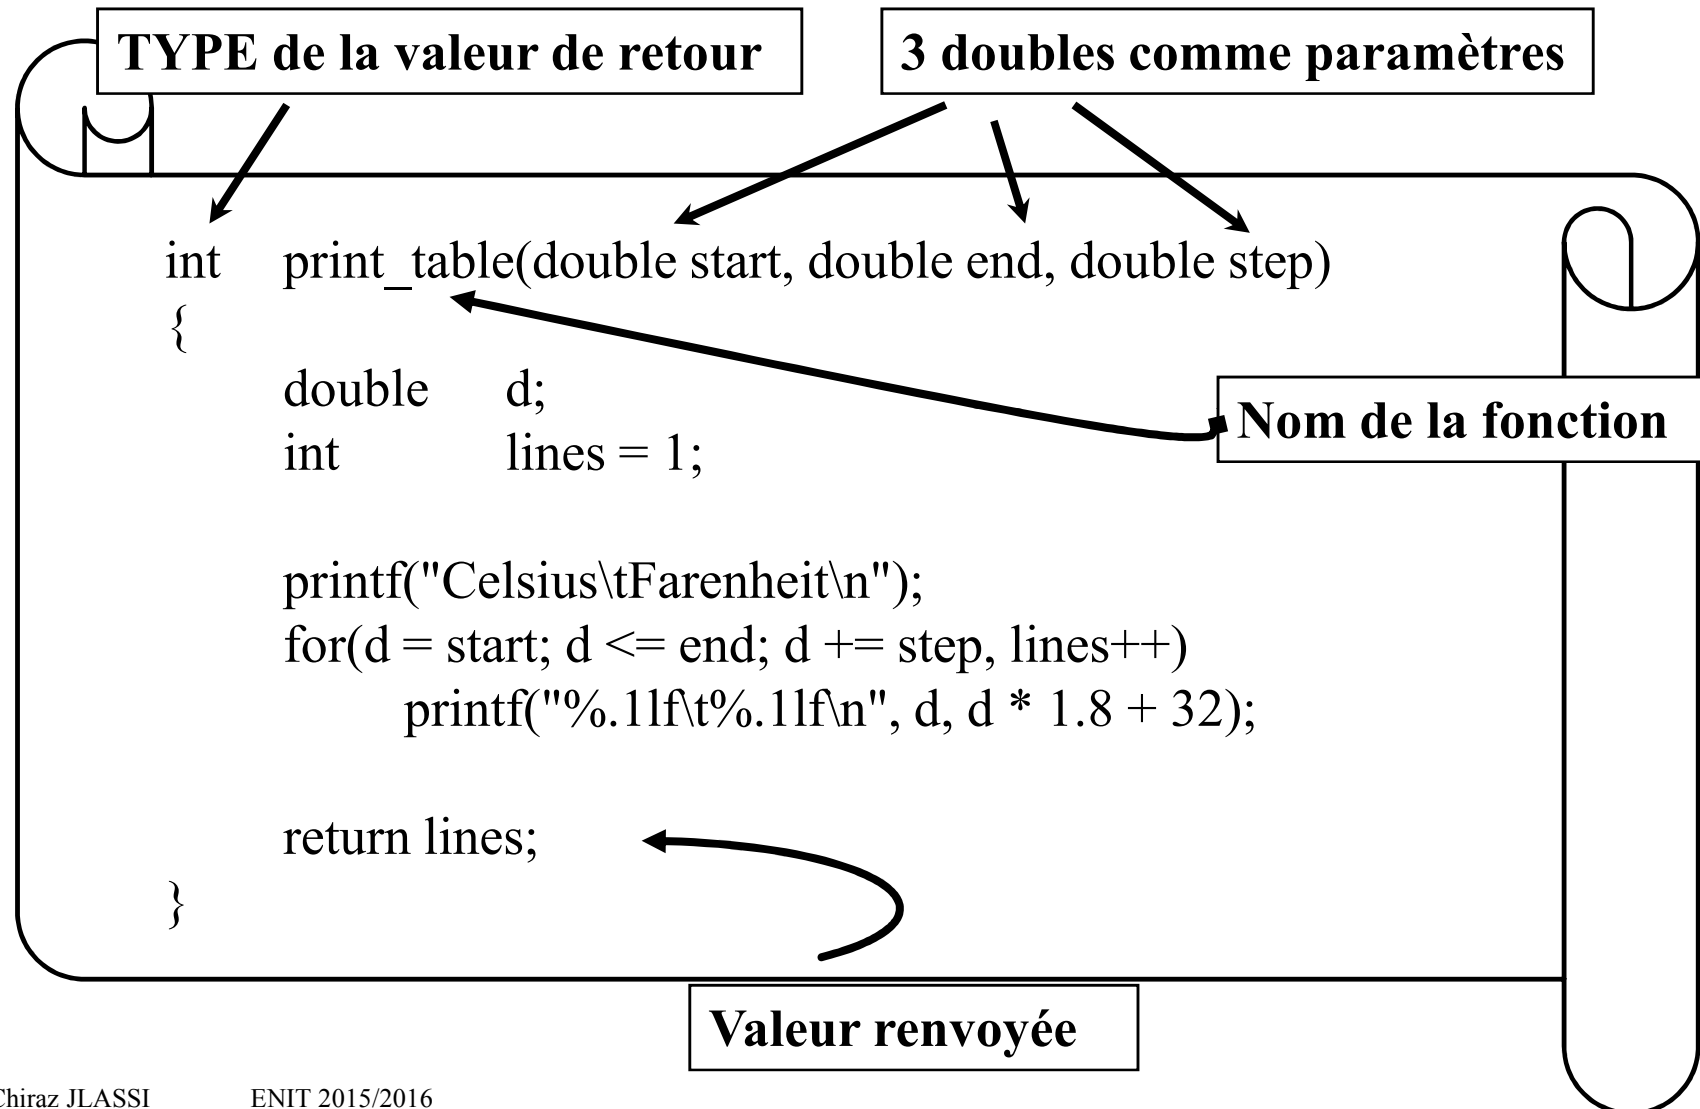 TYPE de la valeur de retour
3 doubles comme paramètres
int print_table(double start, double end, double step)
{
double d;
Nom de la fonction
int lines = 1;
printf("Celsius\tFarenheit\n");
for(d = start; d <= end; d += step, lines++)
printf("%.1lf\t%.1lf\n", d, d * 1.8 + 32);
return lines;
}
Valeur renvoyée
Chiraz JLASSI ENIT 2015/2016